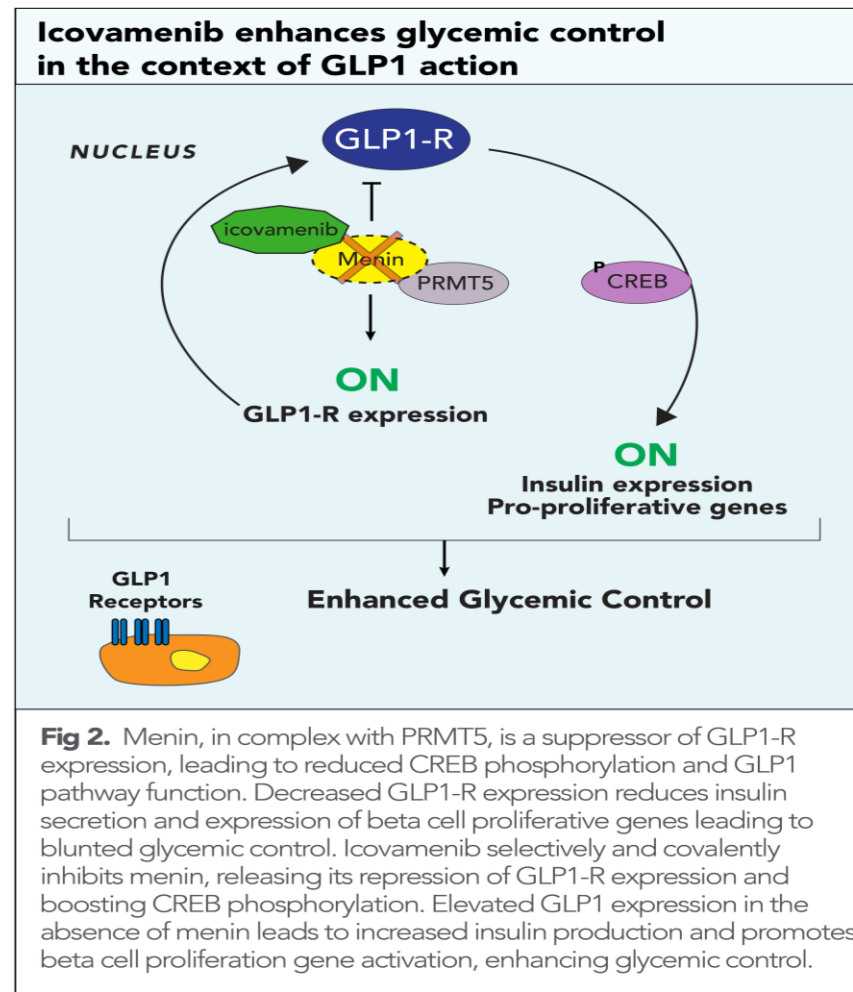 Icovamenib enhances glycemic control
in the context of GLP1 action
NUCLEUS
GLP1-R
icovamenib
Menin
PRMT5
P
CREB
ON
GLP1-R expression
ON
Insulin expression
Pro-proliferative genes
GLP1
Receptors
Enhanced Glycemic Control
Fig 2. Menin, in complex with PRMT5, is a suppressor of GLP1-R
expression, leading to reduced CREB phosphorylation and GLP1
pathway function. Decreased GLP1-R expression reduces insulin
secretion and expression of beta cell proliferative genes leading to
blunted glycemic control. Icovamenib selectively and covalently
inhibits menin, releasing its repression of GLP1-R expression and
boosting CREB phosphorylation. Elevated GLP1 expression in the
absence of menin leads to increased insulin production and promotes
beta cell proliferation gene activation, enhancing glycemic control.